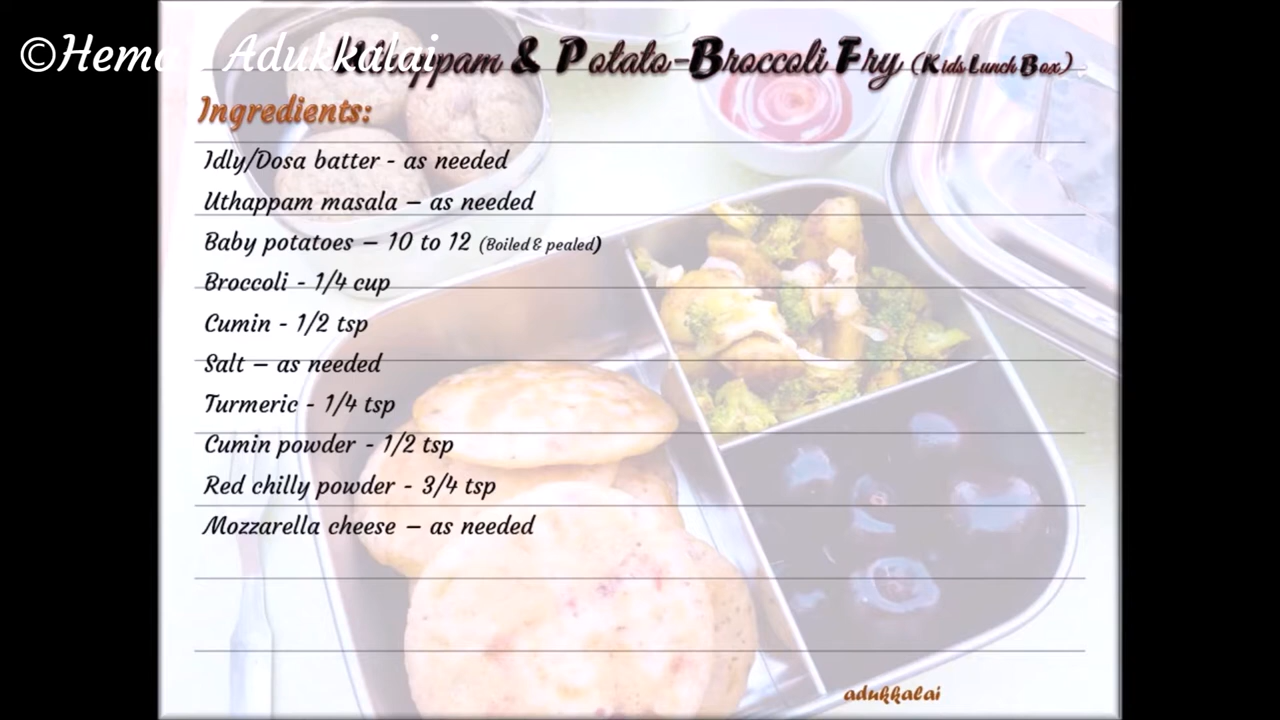 ©Hema's Adukkalai
Uthappam & Potato-Broccoli Fry (Kids Lunch Box)
Ingredients:
Idly/Dosa batter - as needed
Uthappam masala – as needed
Baby potatoes – 10 to 12 (Boiled & pealed)
Broccoli - 1/4 cup
Cumin - 1/2 tsp
Salt – as needed
Turmeric - 1/4 tsp
Cumin powder - 1/2 tsp
Red chilly powder - 3/4 tsp
Mozzarella cheese – as needed
adukkalai